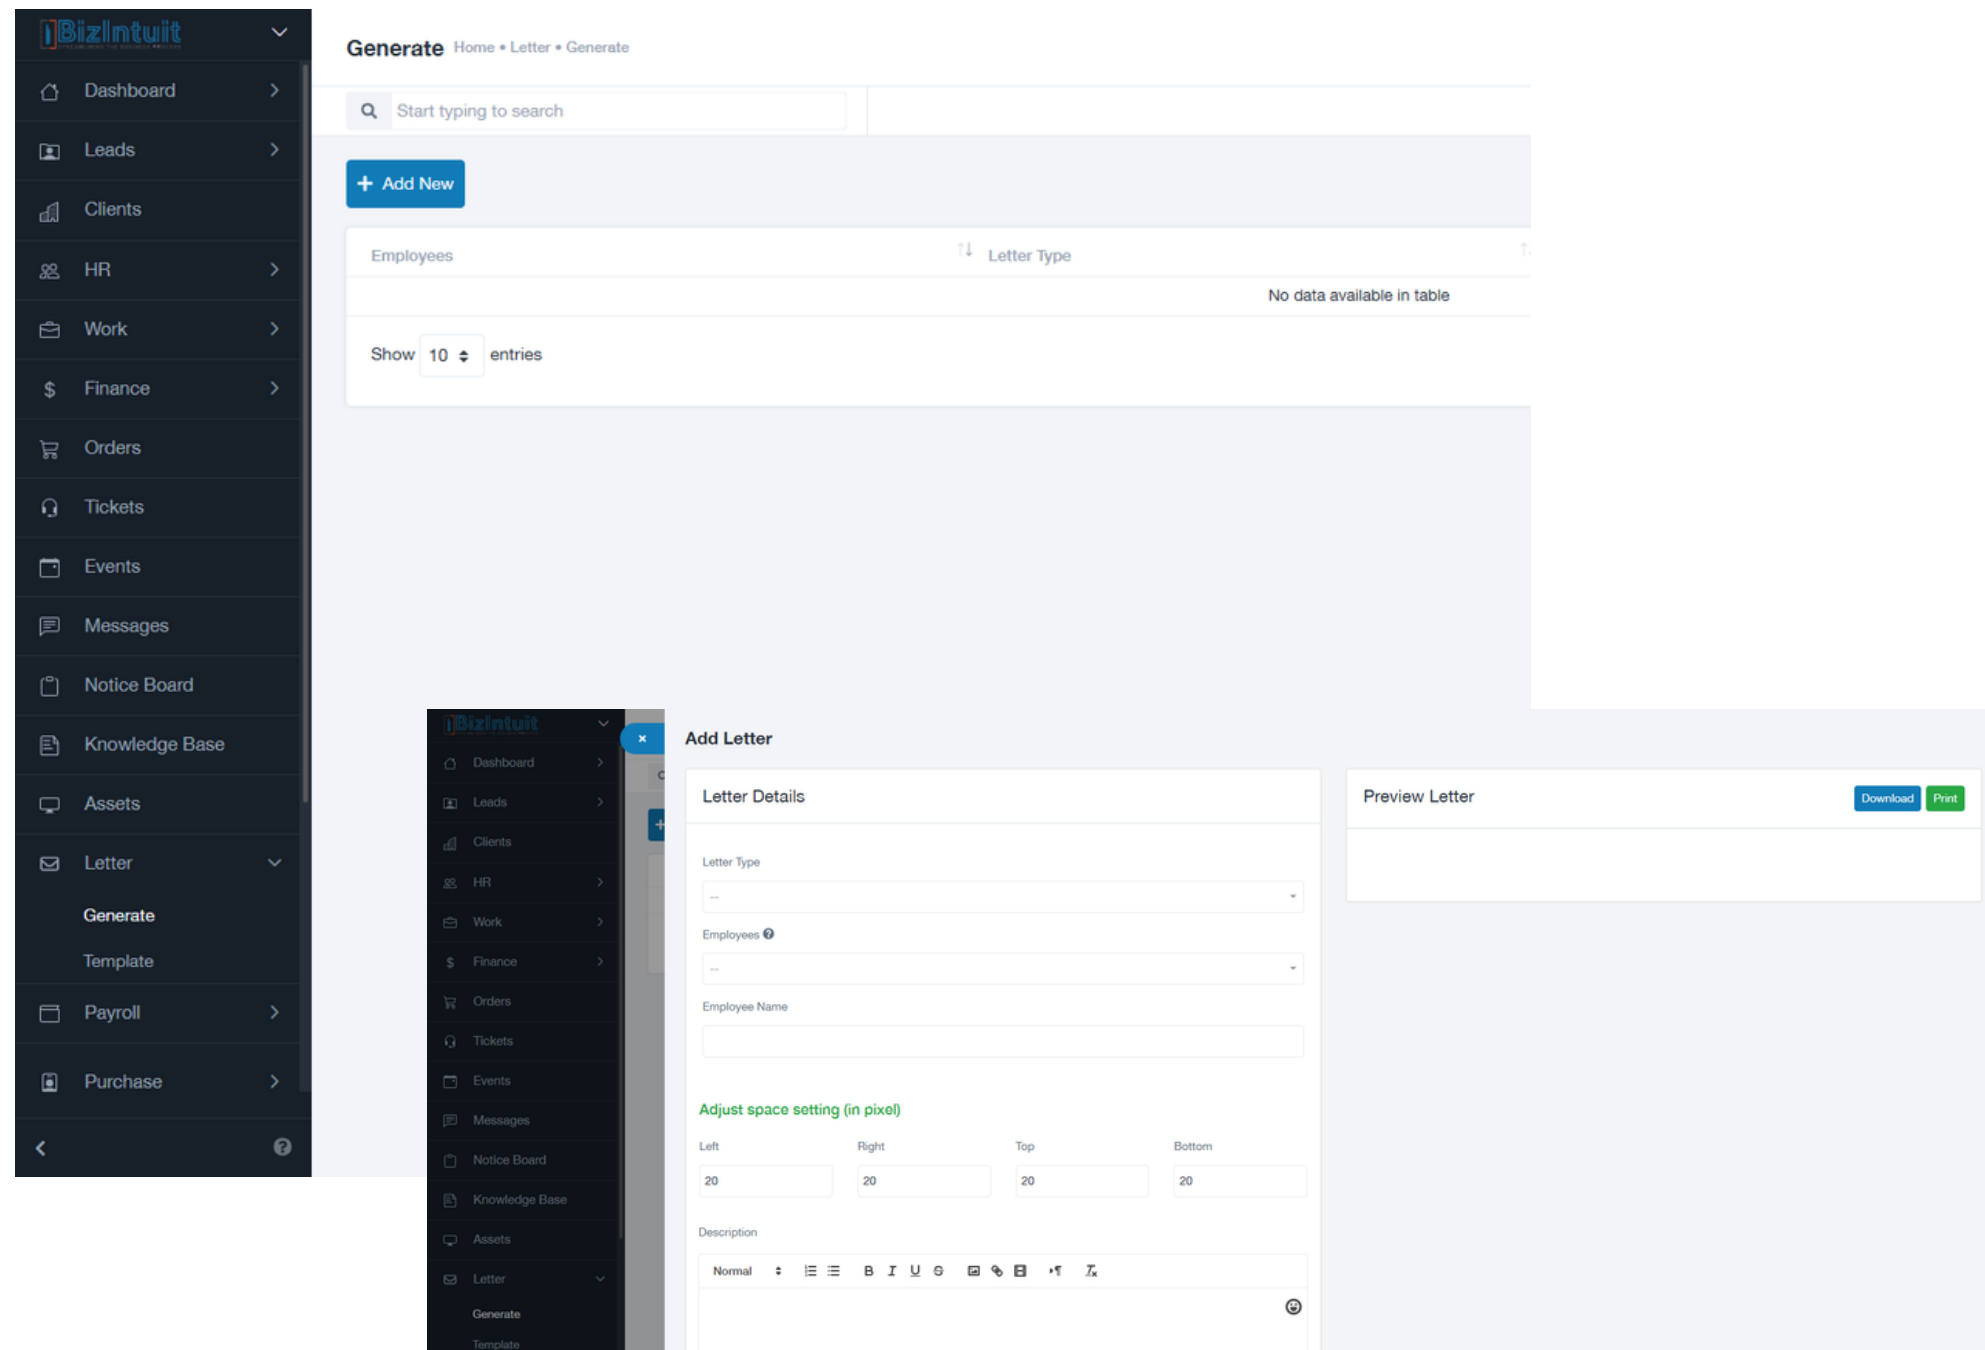 BizIntuit
Dashboard
Leads
Clients
HR
Work
Finance
Orders
Tickets
Events
Messages
Notice Board
Knowledge Base
Assets
Letter
Generate
Template
Payroll
Purchase
Generate Home • Letter • Generate
Start typing to search
+ Add New
Employees Letter Type
No data available in table
Show 10 entries
BizIntuit
Dashboard
Leads
Clients
HR
Work
Finance
Orders
Tickets
Events
Messages
Notice Board
Knowledge Base
Assets
Letter
Generate
Template
×
Add Letter
Letter Details
Letter Type
--
Employees
--
Employee Name
Adjust space setting (in pixel)
Left Right Top Bottom
20 20 20 20
Description
Normal
Preview Letter Download Print